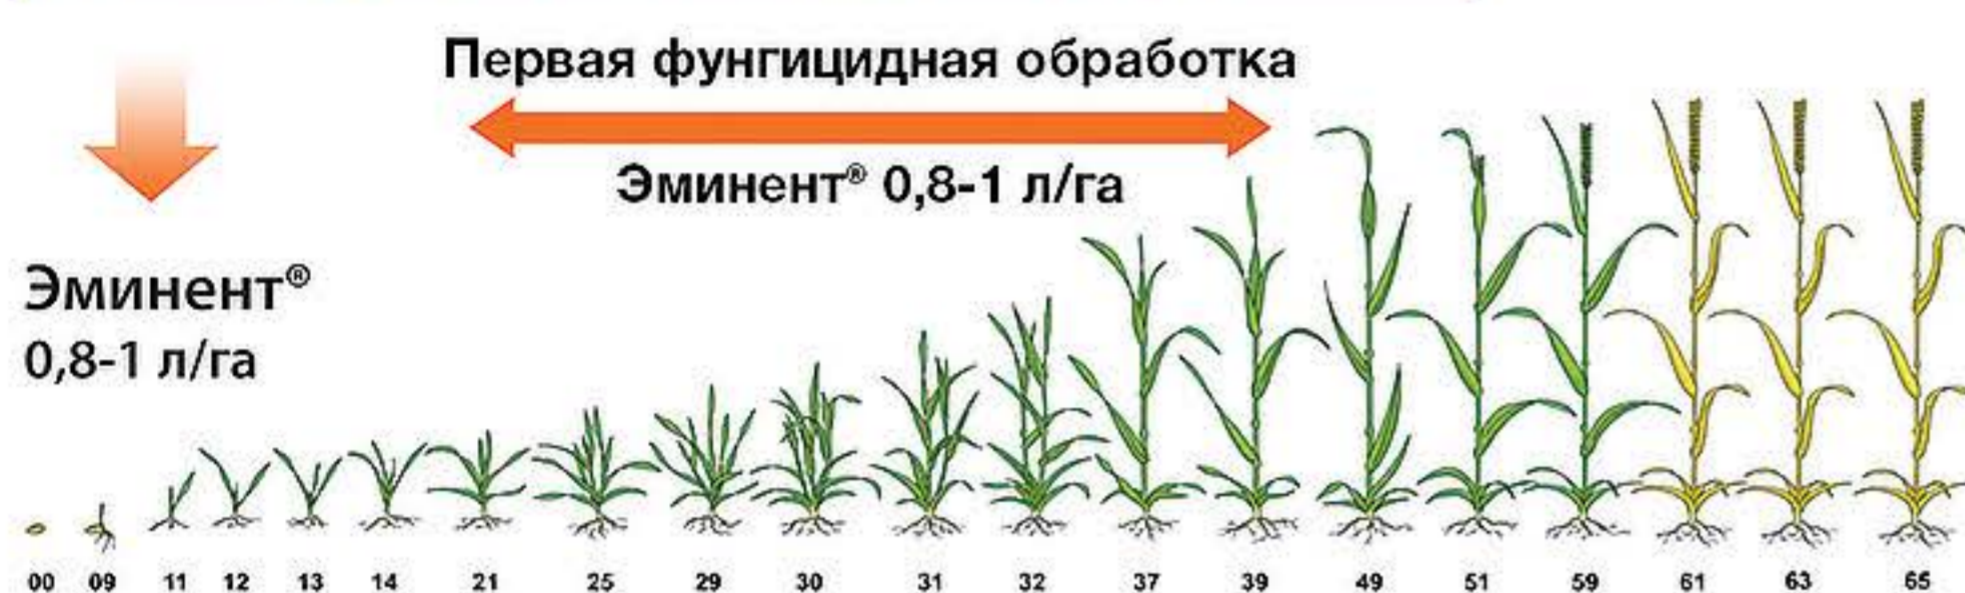 Первая фунгицидная обработка
Эминент® 0,8-1 л/га
Эминент®
0,8-1 л/га
00 09 11 12 13 14 21 25 29 30 31 32 37 39 49 51 59 61 63 65